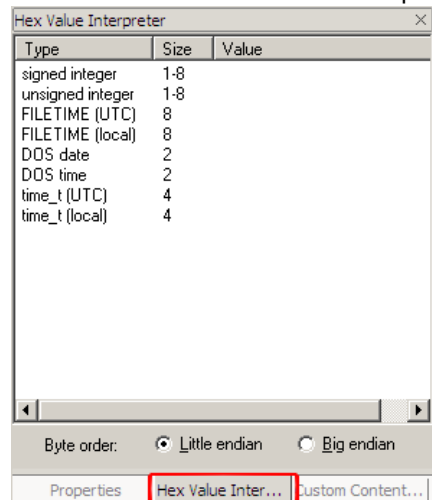 Hex Value Interpreter
Type Size Value
signed integer 1-8
unsigned integer 1-8
FILETIME (UTC) 8
FILETIME (local) 8
DOS date 2
DOS time 2
time_t (UTC) 4
time_t (local) 4
Byte order: Little endian Big endian
Properties Hex Value Inter... Custom Content...